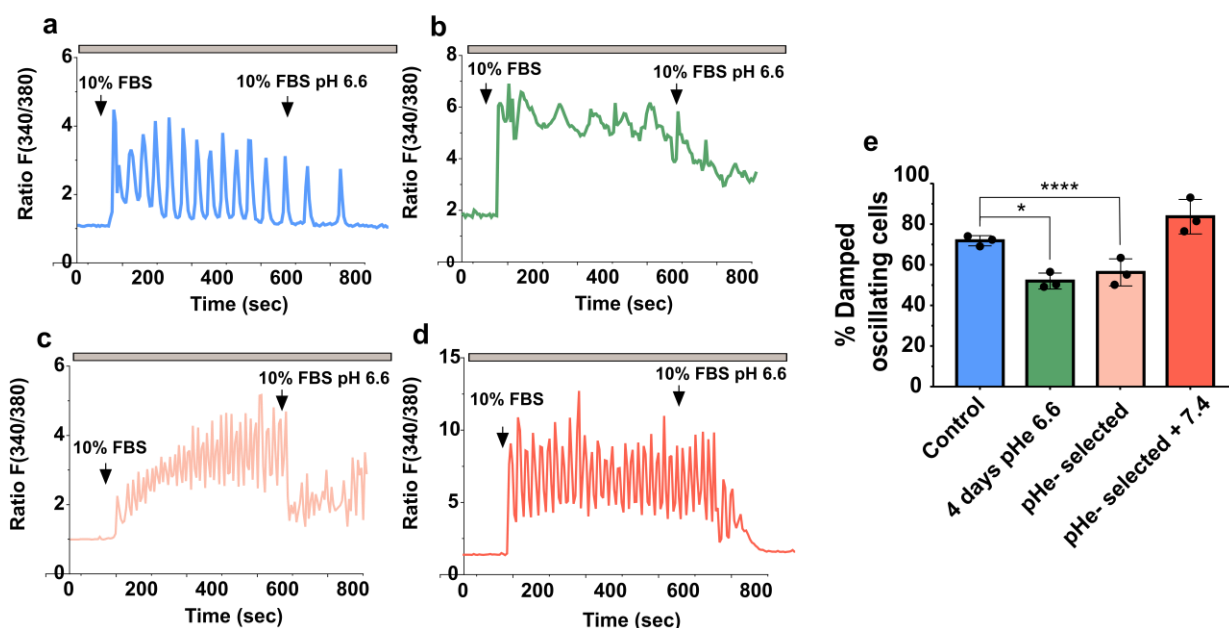 a
6
10% FBS
10% FBS pH 6.6
4
2
0
Ratio F(340/380)
0 200 400 600 800
Time (sec)
b
8
10% FBS
10% FBS pH 6.6
6
4
2
0
Ratio F(340/380)
0 200 400 600 800
Time (sec)
c
6
10% FBS pH 6.6
10% FBS
4
2
0
Ratio F(340/380)
0 200 400 600 800
Time (sec)
d
15
10% FBS pH 6.6
10% FBS
10
5
0
Ratio F(340/380)
0 200 400 600 800
Time (sec)
e
100
80
60
40
20
0
% Damped
oscillating cells
****
*
Control
4 days pHe 6.6
pHe- selected
pHe- selected + 7.4